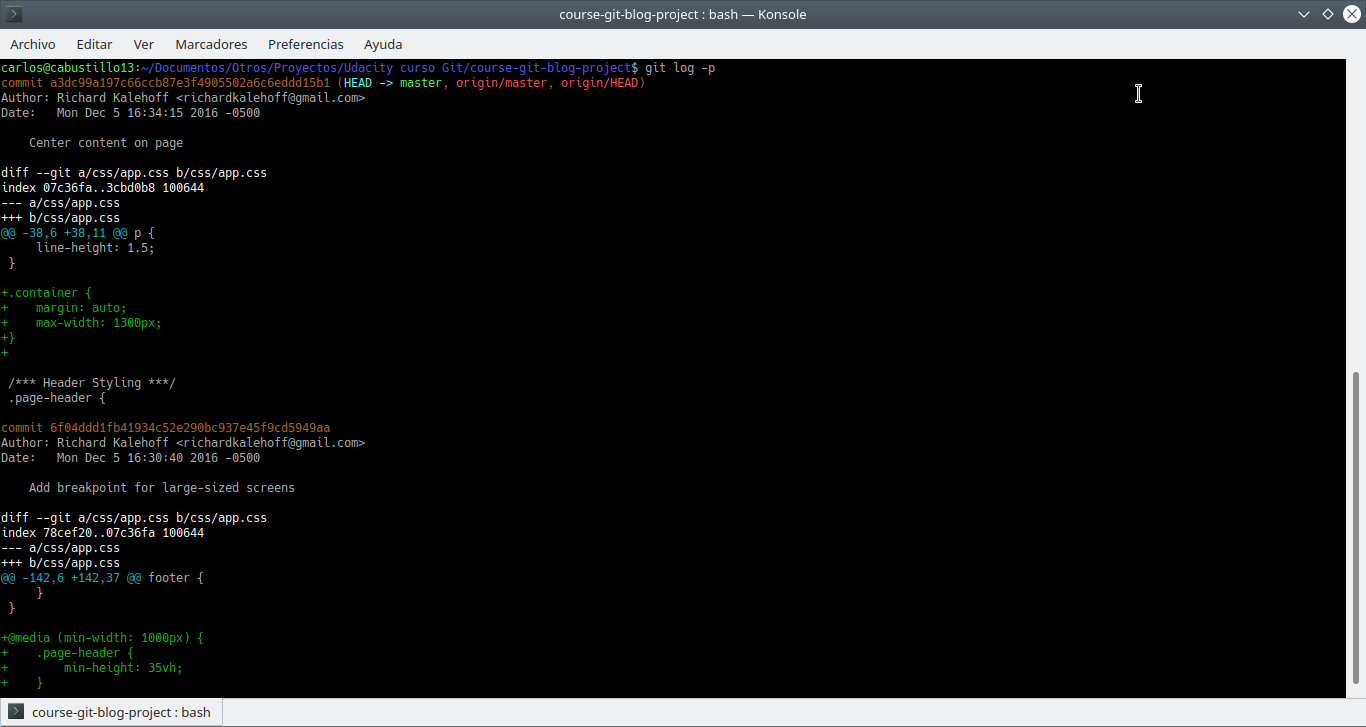 course-git-blog-project : bash — Konsole
Archivo Editar Ver Marcadores Preferencias Ayuda
carlos@cabustillo13:~/Documentos/Otros/Proyectos/Udacity curso Git/course-git-blog-project$ git log -p
commit a3dc99a197c66ccb87e3f4905502a6c6eddd15b1 (HEAD -> master, origin/master, origin/HEAD)
Author: Richard Kalehoff <richardkalehoff@gmail.com>
Date:   Mon Dec 5 16:34:15 2016 -0500
    Center content on page
diff --git a/css/app.css b/css/app.css
index 07c36fa..3cbd0b8 100644
--- a/css/app.css
+++ b/css/app.css
@@ -38,6 +38,11 @@ p {
     line-height: 1.5;
 }
+.container {
+    margin: auto;
+    max-width: 1300px;
+}
+
 /*** Header Styling ***/
 .page-header {
commit 6f04ddd1fb41934c52e290bc937e45f9cd5949aa
Author: Richard Kalehoff <richardkalehoff@gmail.com>
Date:   Mon Dec 5 16:30:40 2016 -0500
    Add breakpoint for large-sized screens
diff --git a/css/app.css b/css/app.css
index 78cef20..07c36fa 100644
--- a/css/app.css
+++ b/css/app.css
@@ -142,6 +142,37 @@ footer {
     }
 }
+@media (min-width: 1000px) {
+    .page-header {
+        min-height: 35vh;
+    }
course-git-blog-project : bash